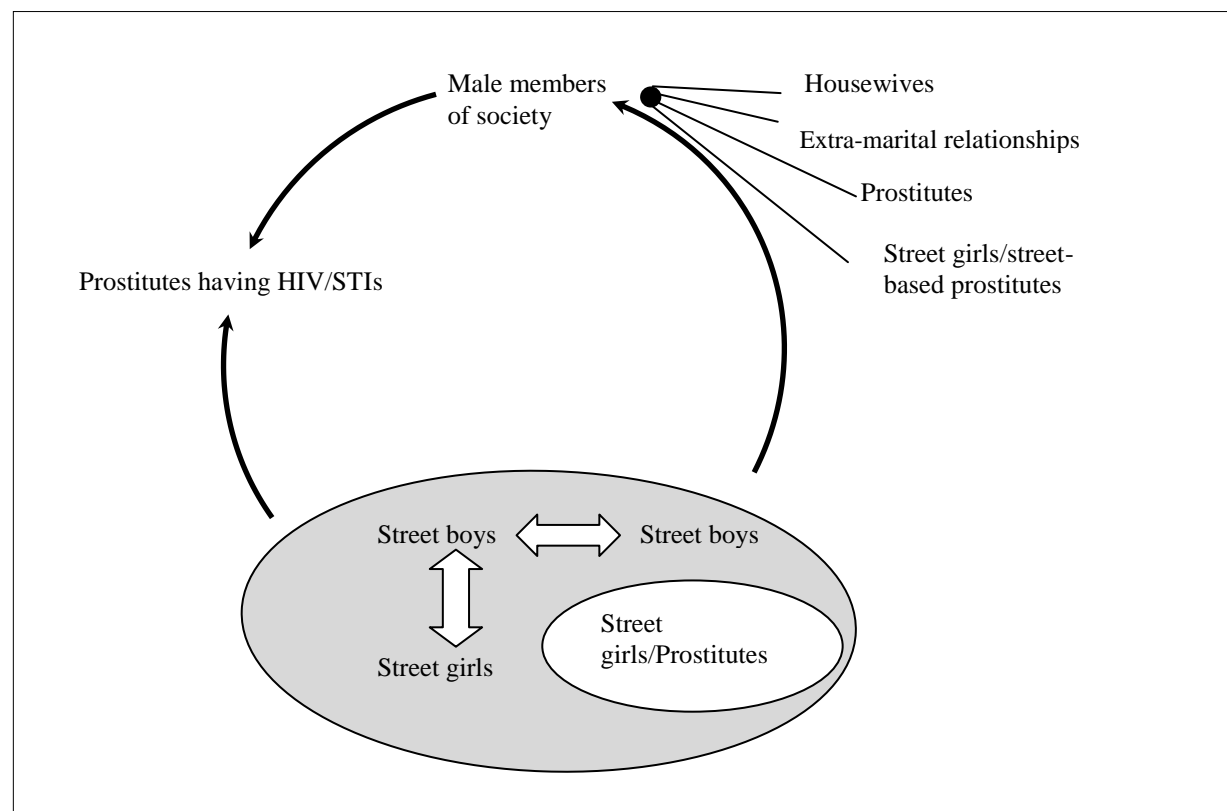 Male members
of society
Housewives
Extra-marital relationships
Prostitutes
Street girls/street-
based prostitutes
Prostitutes having HIV/STIs
Street boys
Street boys
Street girls
Street
girls/Prostitutes